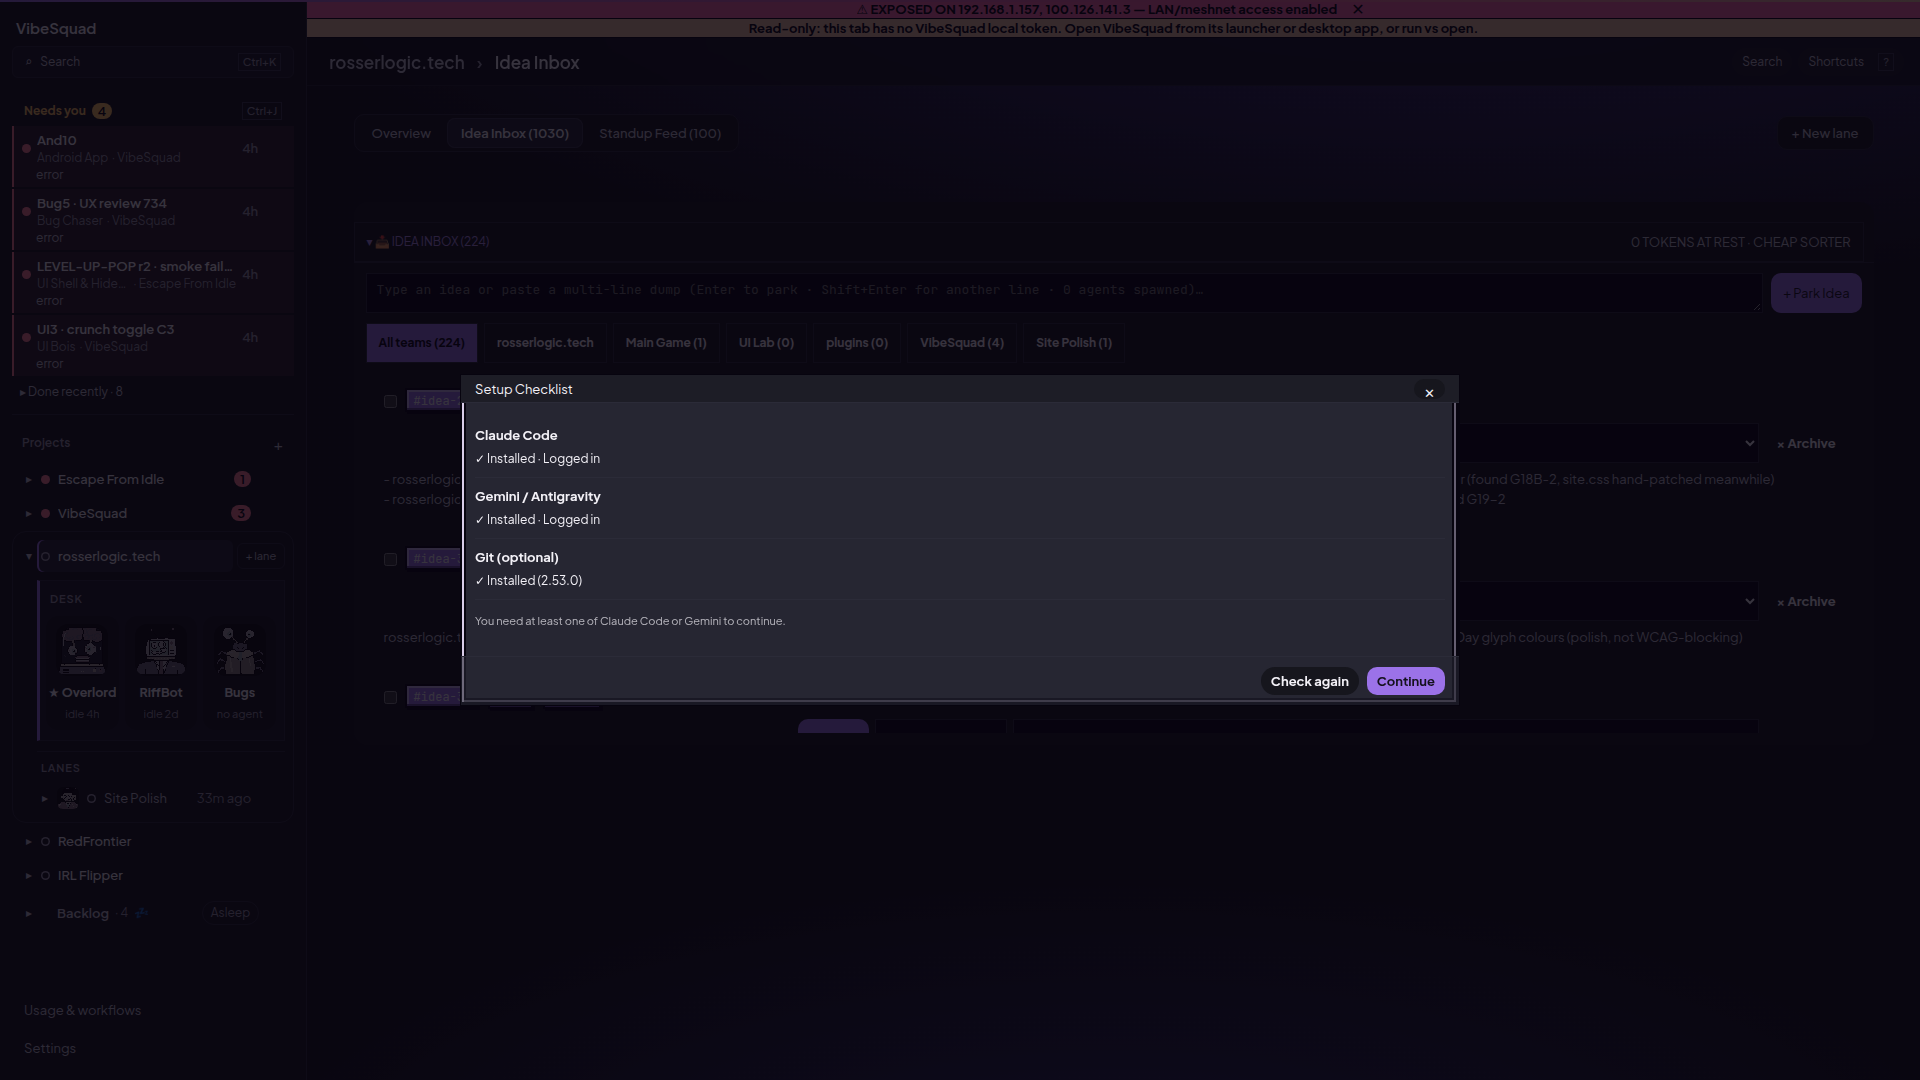 VibeSquad
Search Ctrl+K
Needs you 4 Ctrl+J
And10
Android App · VibeSquad
error
4h
Bug5 · UX review 734
Bug Chaser · VibeSquad
error
4h
LEVEL-UP-POP r2 · smoke fail...
UI Shell & Hide... · Escape From Idle
error
4h
UI3 · crunch toggle C3
UI Bois · VibeSquad
error
4h
▸ Done recently · 8
Projects +
▸ Escape From Idle 1
▸ VibeSquad 3
▾ rosserlogic.tech + lane
DESK
★ Overlord RiffBot Bugs
idle 4h idle 2d no agent
LANES
▸ Site Polish 33m ago
▸ RedFrontier
▸ IRL Flipper
▸ Backlog · 4 💤 Asleep
Usage & workflows
Settings
⚠ EXPOSED ON 192.168.1.157, 100.126.141.3 — LAN/meshnet access enabled ✕
Read-only: this tab has no VibeSquad local token. Open VibeSquad from its launcher or desktop app, or run vs open.
rosserlogic.tech › Idea Inbox
Search Shortcuts ?
Overview Idea Inbox (1030) Standup Feed (100)
+ New lane
▾ 📥 IDEA INBOX (224)
0 TOKENS AT REST · CHEAP SORTER
Type an idea or paste a multi-line dump (Enter to park · Shift+Enter for another line · 0 agents spawned)…
+ Park Idea
All teams (224) rosserlogic.tech Main Game (1) UI Lab (0) plugins (0) VibeSquad (4) Site Polish (1)
#idea-
× Archive
- rosserlogic
r (found G18B-2, site.css hand-patched meanwhile)
- rosserlogic
d G19-2
#idea-
× Archive
rosserlogic.t
Day glyph colours (polish, not WCAG-blocking)
#idea-
Setup Checklist ×
Claude Code
✓ Installed · Logged in
Gemini / Antigravity
✓ Installed · Logged in
Git (optional)
✓ Installed (2.53.0)
You need at least one of Claude Code or Gemini to continue.
Check again Continue